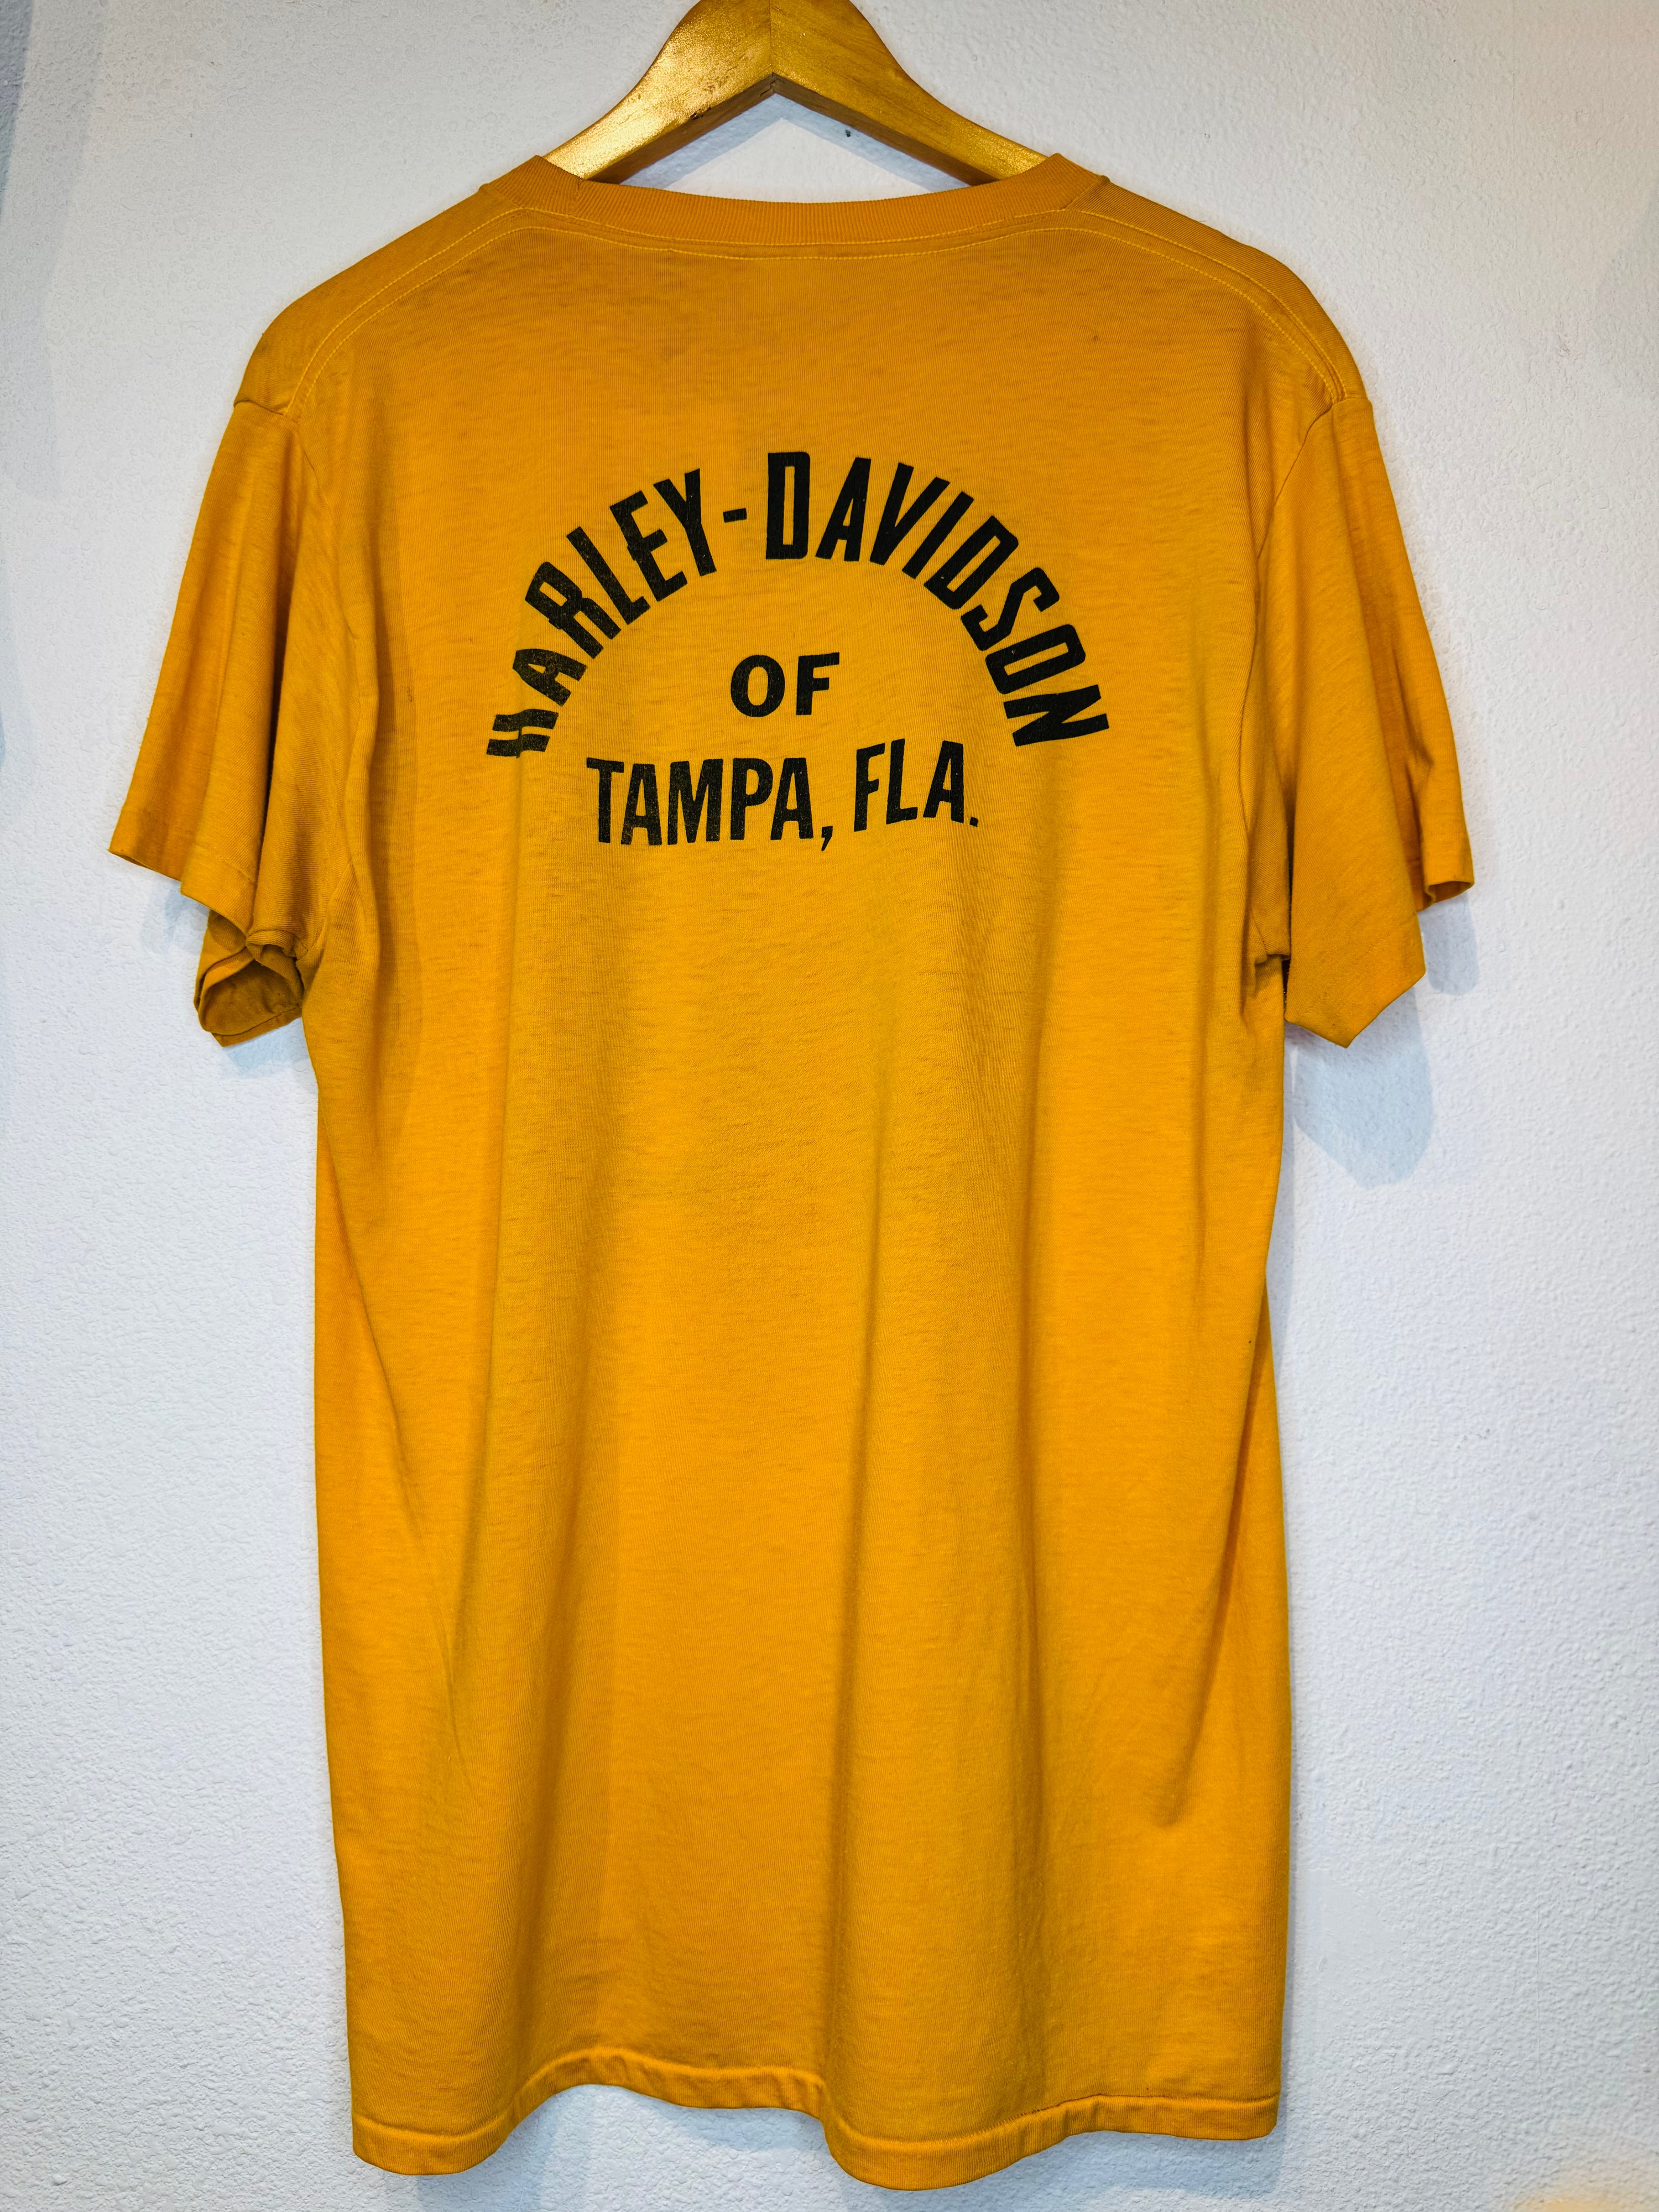 HARLEY-DAVIDSON
OF
TAMPA, FLA.